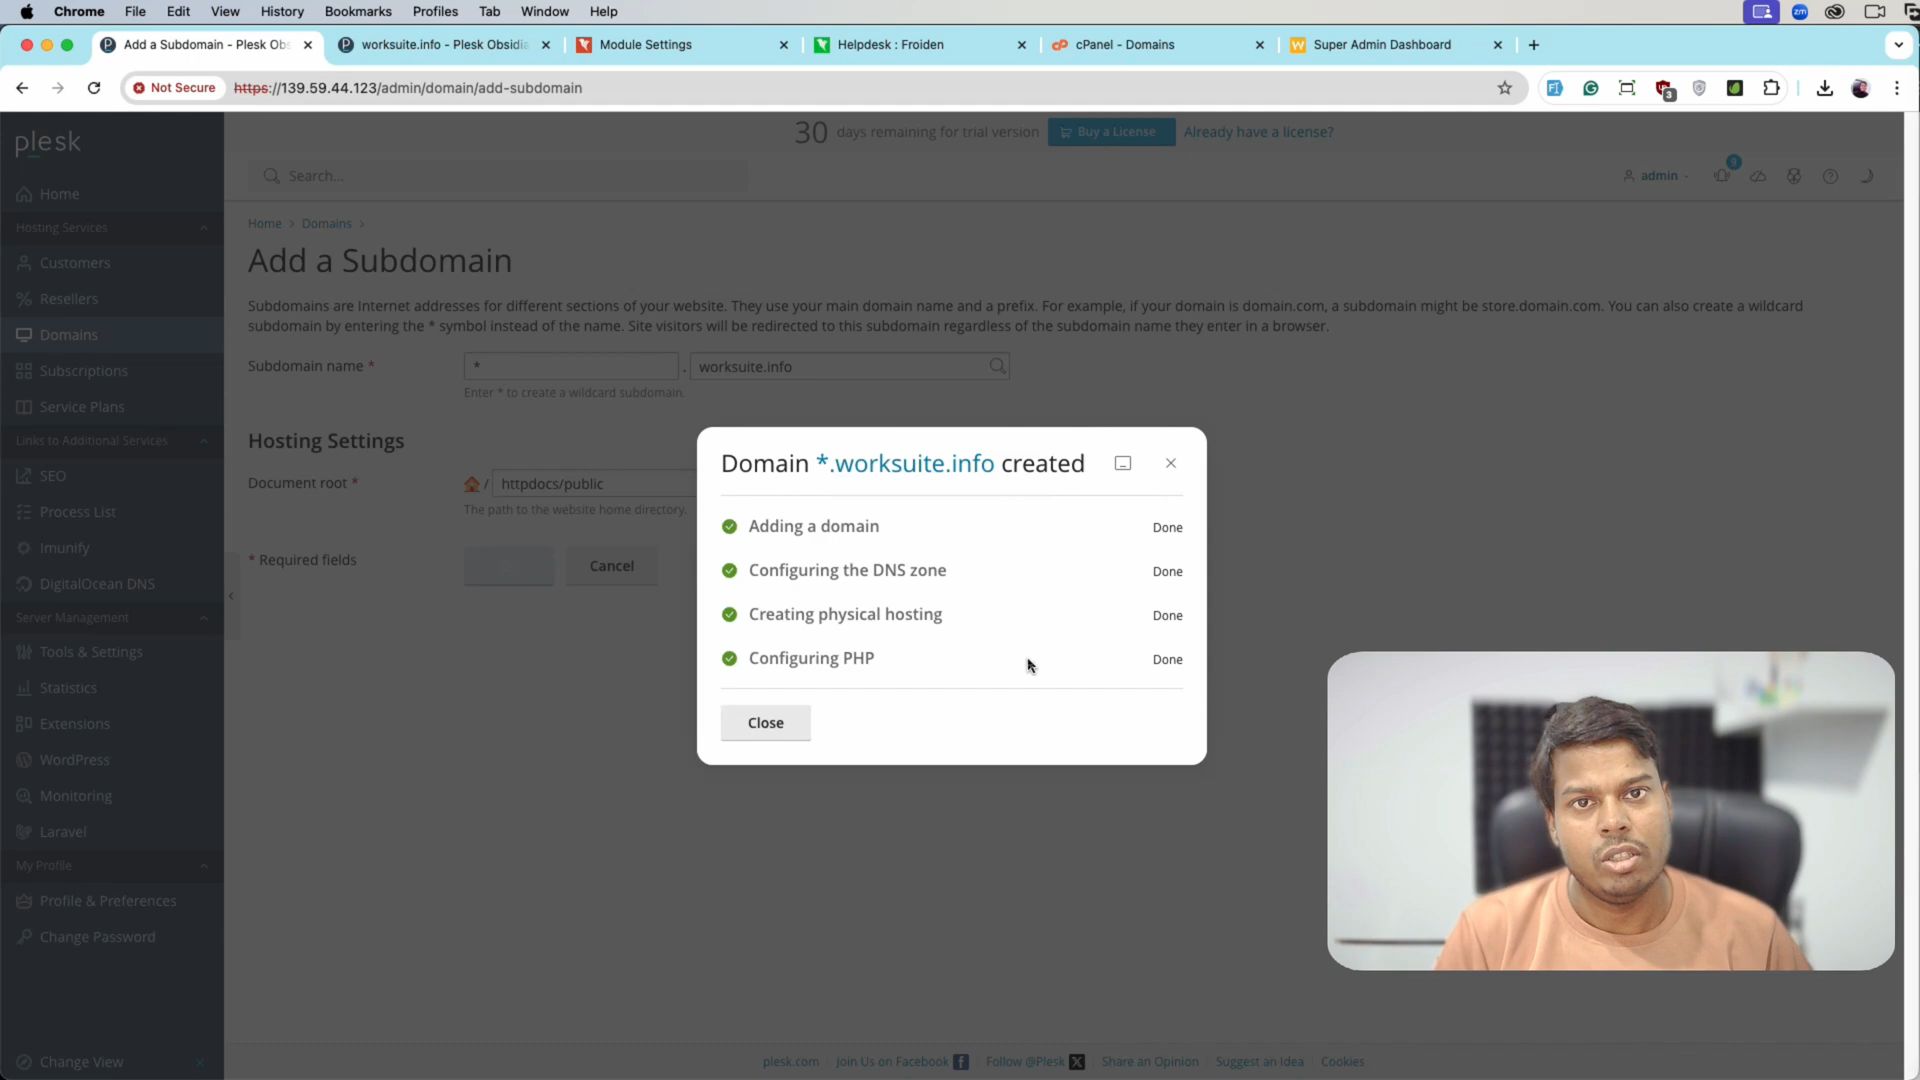 Chrome File Edit View History Bookmarks Profiles Tab Window Help
zm
Add a Subdomain - Plesk Obs
worksuite.info - Plesk Obsidia
Module Settings
Helpdesk : Froiden
cPanel - Domains
Super Admin Dashboard
Not Secure https://139.59.44.123/admin/domain/add-subdomain
3
plesk
30 days remaining for trial version Buy a License Already have a license?
Search...
admin
9
Home
Hosting Services
Customers
Resellers
Domains
Subscriptions
Service Plans
Links to Additional Services
SEO
Process List
Imunify
DigitalOcean DNS
Server Management
Tools & Settings
Statistics
Extensions
WordPress
Monitoring
Laravel
My Profile
Profile & Preferences
Change Password
Change View
Home > Domains >
Add a Subdomain
Subdomains are Internet addresses for different sections of your website. They use your main domain name and a prefix. For example, if your domain is domain.com, a subdomain might be store.domain.com. You can also create a wildcard
subdomain by entering the * symbol instead of the name. Site visitors will be redirected to this subdomain regardless of the subdomain name they enter in a browser.
Subdomain name * * . worksuite.info
Enter * to create a wildcard subdomain.
Hosting Settings
Document root * / httpdocs/public
The path to the website home directory.
* Required fields Cancel
Domain *.worksuite.info created
Adding a domain Done
Configuring the DNS zone Done
Creating physical hosting Done
Configuring PHP Done
Close
plesk.com Join Us on Facebook Follow @Plesk Share an Opinion Suggest an Idea Cookies